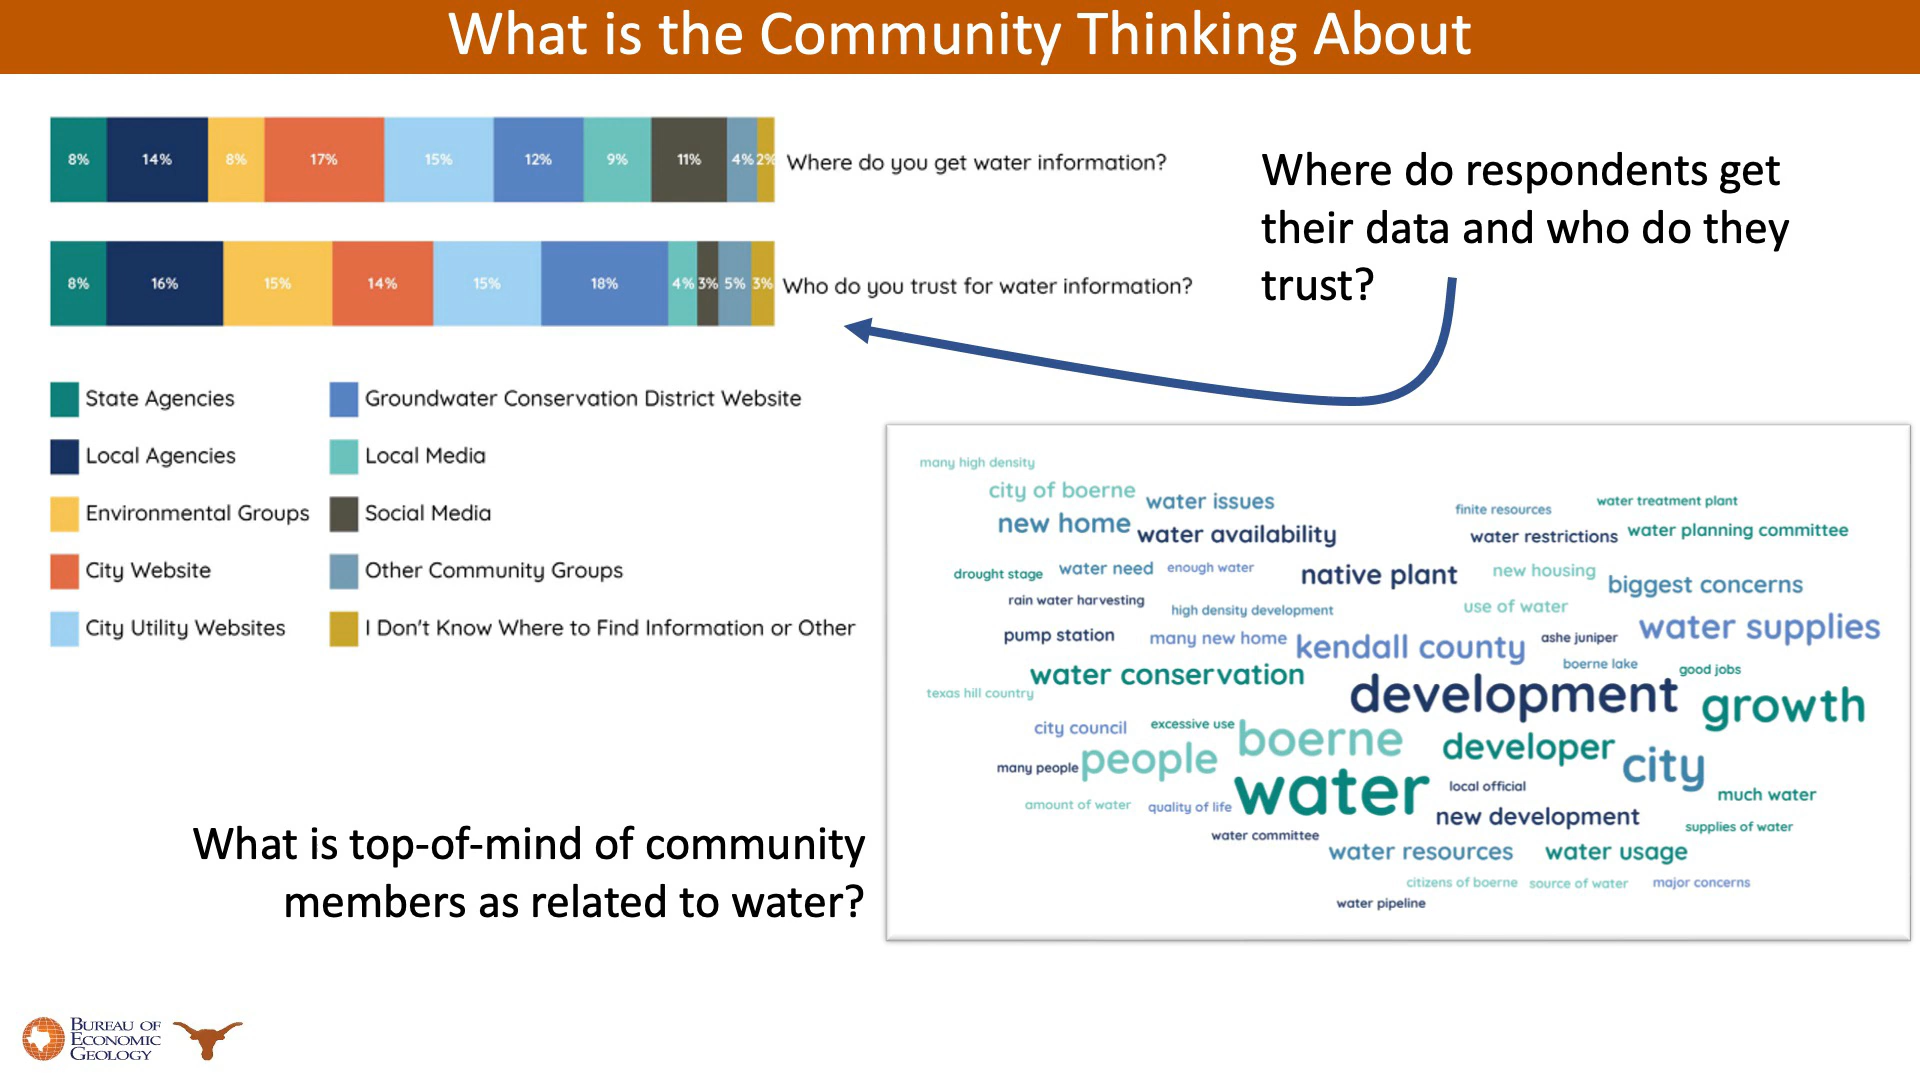 What is the Community Thinking About
8% 14% 8% 17% 15% 12% 9% 11% 4% 2%
Where do you get water information?
8% 16% 15% 14% 15% 18% 4% 3% 5% 3%
Who do you trust for water information?
Where do respondents get
their data and who do they
trust?
State Agencies
Local Agencies
Environmental Groups
City Website
City Utility Websites
Groundwater Conservation District Website
Local Media
Social Media
Other Community Groups
I Don't Know Where to Find Information or Other
What is top-of-mind of community
members as related to water?
many high density
city of boerne
water issues
finite resources
water treatment plant
new home
water availability
water restrictions
water planning committee
drought stage
water need
enough water
native plant
new housing
biggest concerns
rain water harvesting
high density development
use of water
pump station
many new home
kendall county
ashe juniper
water supplies
water conservation
boerne lake
good jobs
texas hill country
development
growth
city council
excessive use
boerne
developer
city
many people
people
water
local official
much water
amount of water
quality of life
new development
supplies of water
water committee
water resources
water usage
citizens of boerne
source of water
major concerns
water pipeline
BUREAU OF
ECONOMIC
GEOLOGY